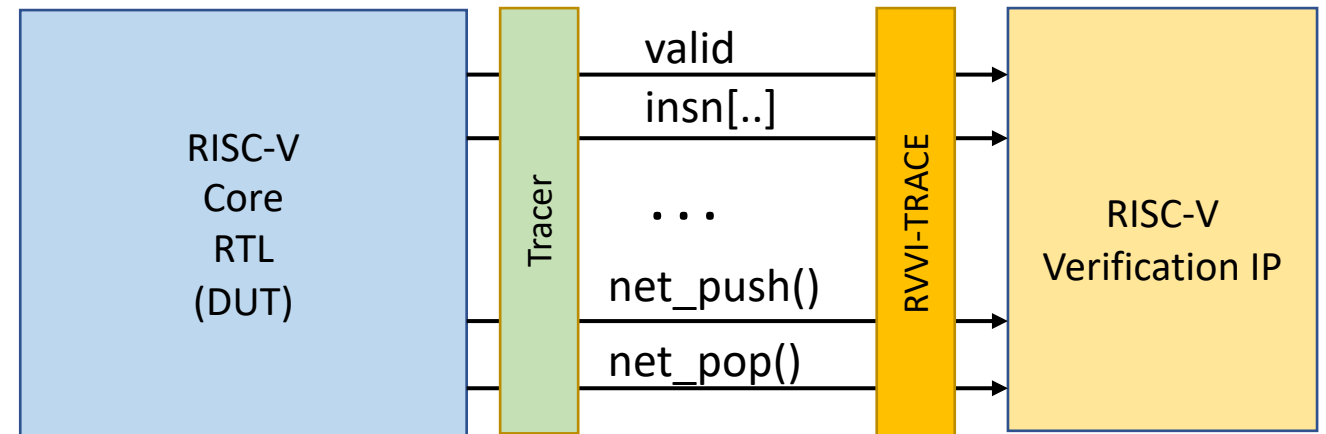 RISC-V
Core
RTL
(DUT)
Tracer
valid
insn[..]
...
net_push()
net_pop()
RVVI-TRACE
RISC-V
Verification IP